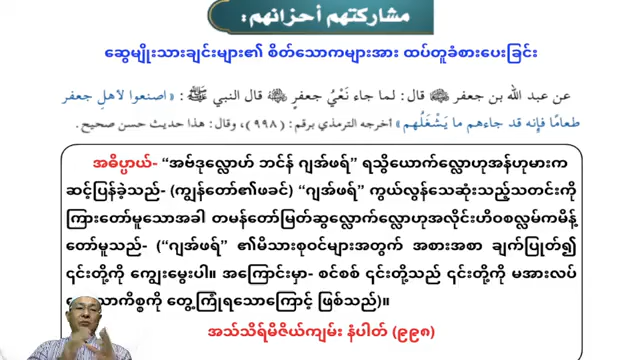 مشاركتهم أحزانهم:
ဆွေမျိုးသားချင်းများ၏ စိတ်သောကများအား ထပ်တူခံစားပေးခြင်း
عن عبد الله بن جعفر ﷺ قال: لما جاء نَعْيُ جعفرٍ ﷺ قال النبي ﷺ: «اصنعوا لاهل جعفر
طعامًا فإنه قد جاءهم ما يَشْغَلُهم» أخرجه الترمذي برقم: (٩٩٨)، وقال: هذا حديث حسن صحيح.
အဓိပ္ပာယ်- “အဗ်ဒုလ္လောဟ် ဘင်န် ဂျအ်ဖရ်” ရသွိယောက်လ္လောဟုအန်ဟုမားက
ဆင့်ပြန်ခဲ့သည်- (ကျွန်တော်၏ဖခင်) “ဂျအ်ဖရ်” ကွယ်လွန်သေဆုံးသည့်သတင်းကို
ကြားတော်မူသောအခါ တမန်တော်မြတ်ဆွလ္လောက်လ္လောဟုအလိုင်းဟိဝစလ္လမ်ကမိန့်
တော်မူသည်- (“ဂျအ်ဖရ်” ၏မိသားစုဝင်များအတွက် အစားအစာ ချက်ပြုတ်၍
၎င်းတို့ကို ကျွေးမွေးပါ။ အကြောင်းမှာ- စင်စစ် ၎င်းတို့သည် ၎င်းတို့ကို မအားလပ်
သောကိစ္စကို တွေ့ကြုံရသောကြောင့် ဖြစ်သည်)။
အသ်သိရ်မိဇိယ်ကျမ်း နံပါတ် (၉၉၈)